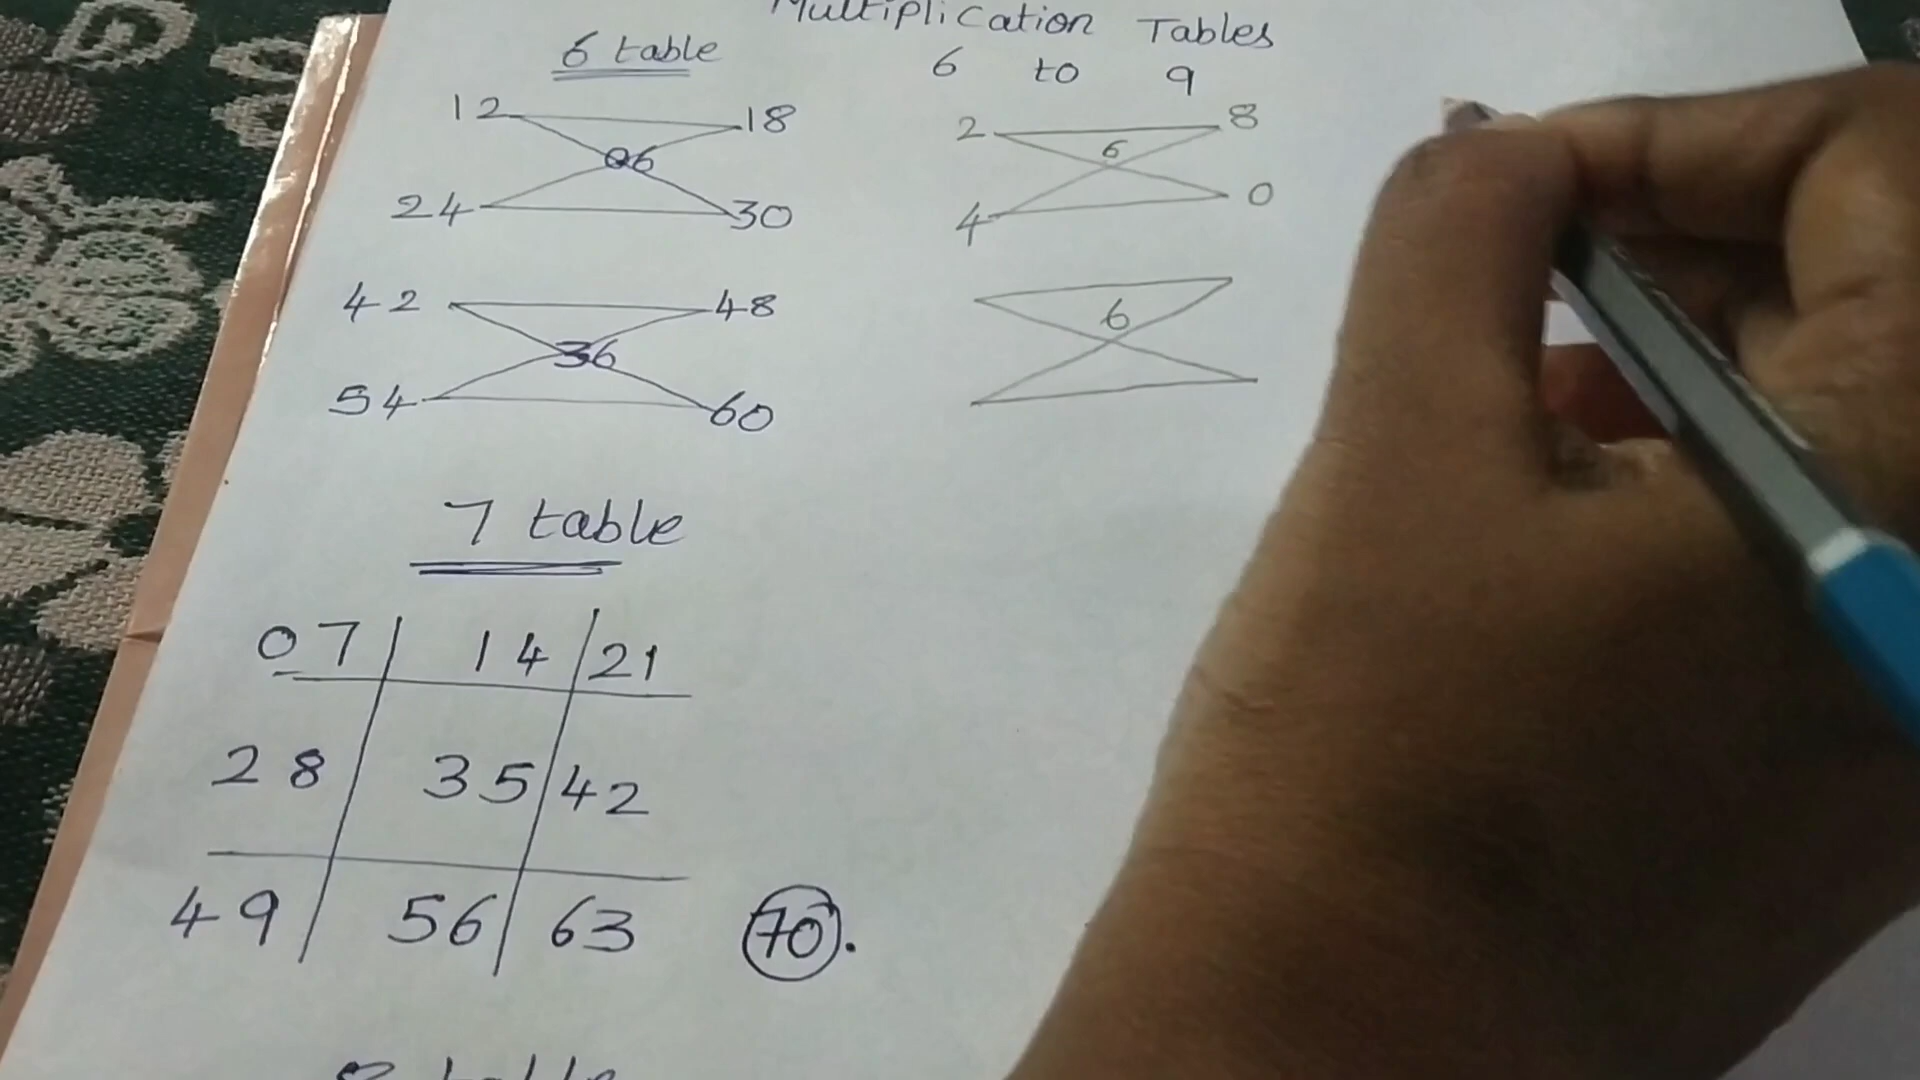 Multiplication Tables
6 to 9
6 table
12 18
06
24 30
2 8
6
4 0
42 48
36
54 60
6
7 table
07 14 21
28 35 42
49 56 63 70.